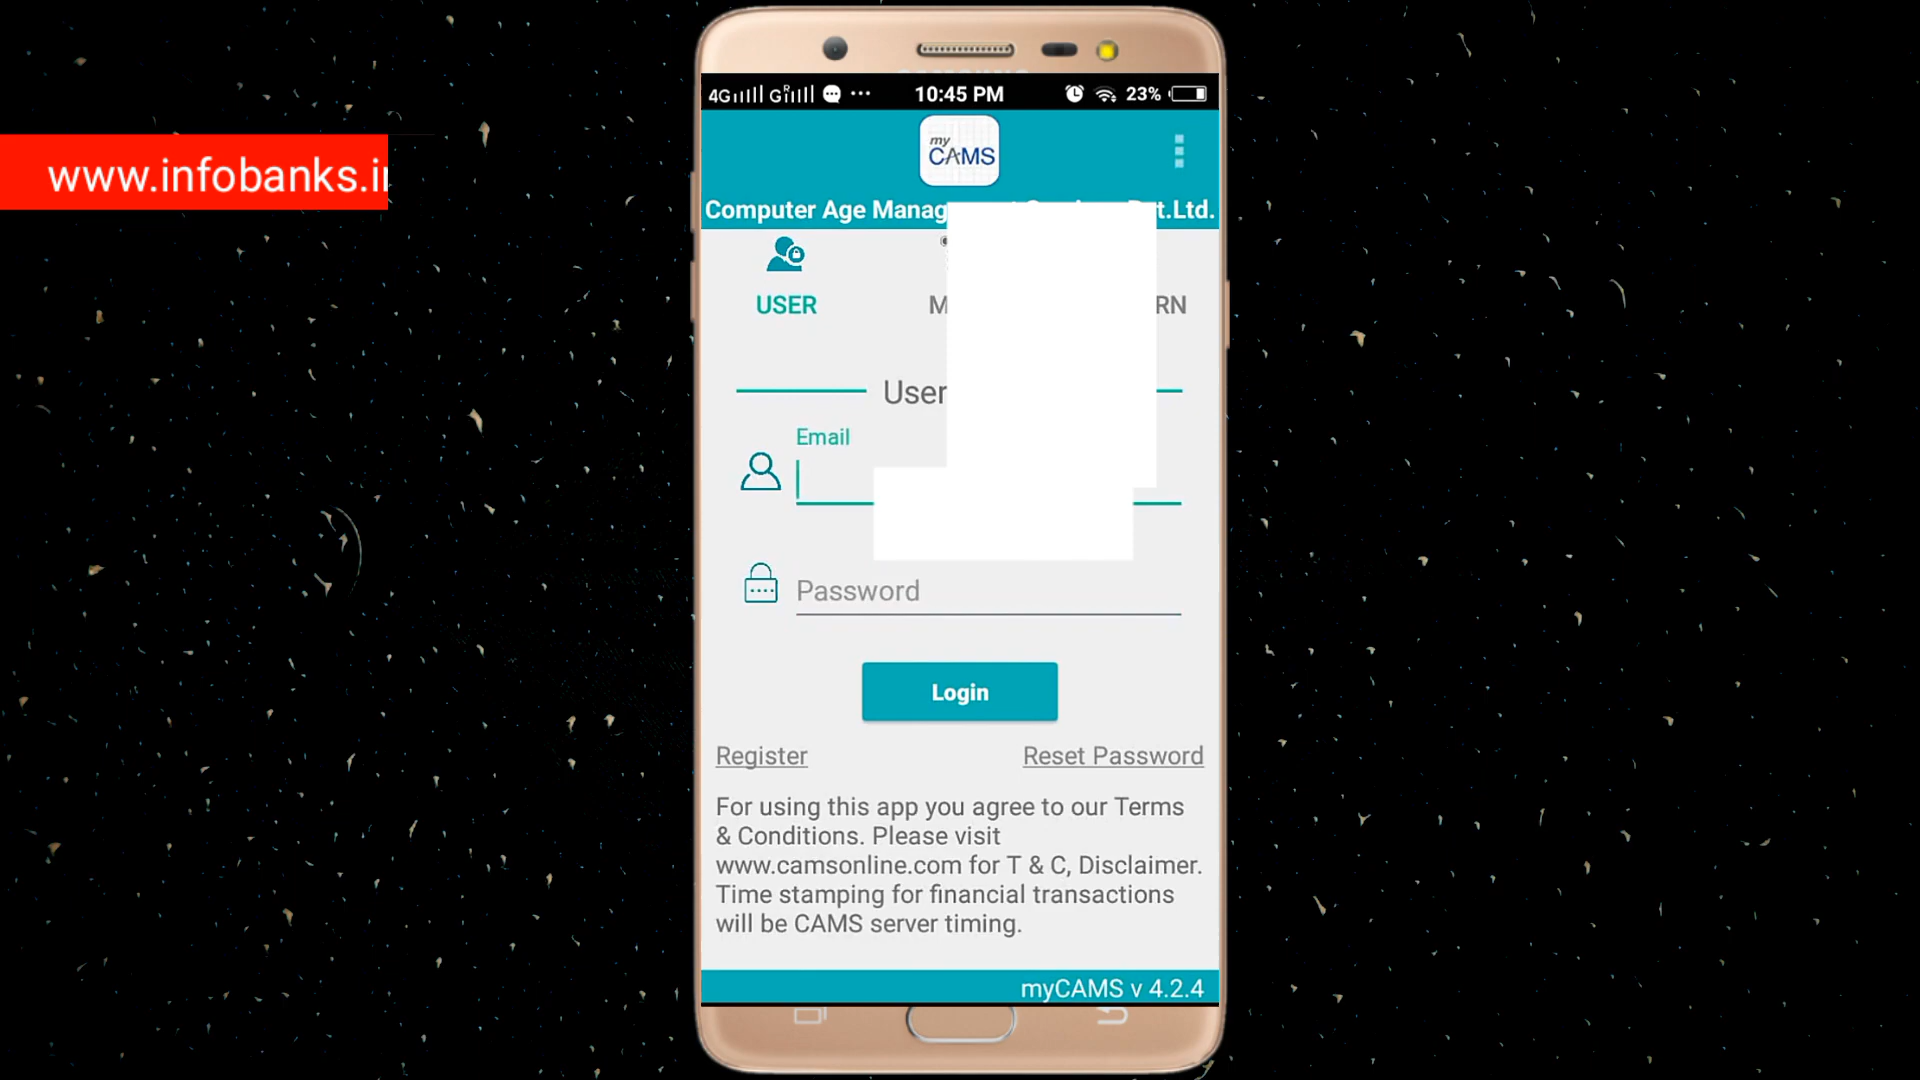 4G G R 10:45 PM 23%
www.infobanks.i
my
CAMS
Computer Age t.Ltd.
USER
User
Email
Password
Login
Register Reset Password
For using this app you agree to our Terms
& Conditions. Please visit
www.camsonline.com for T & C, Disclaimer.
Time stamping for financial transactions
will be CAMS server timing.
myCAMS v 4.2.4